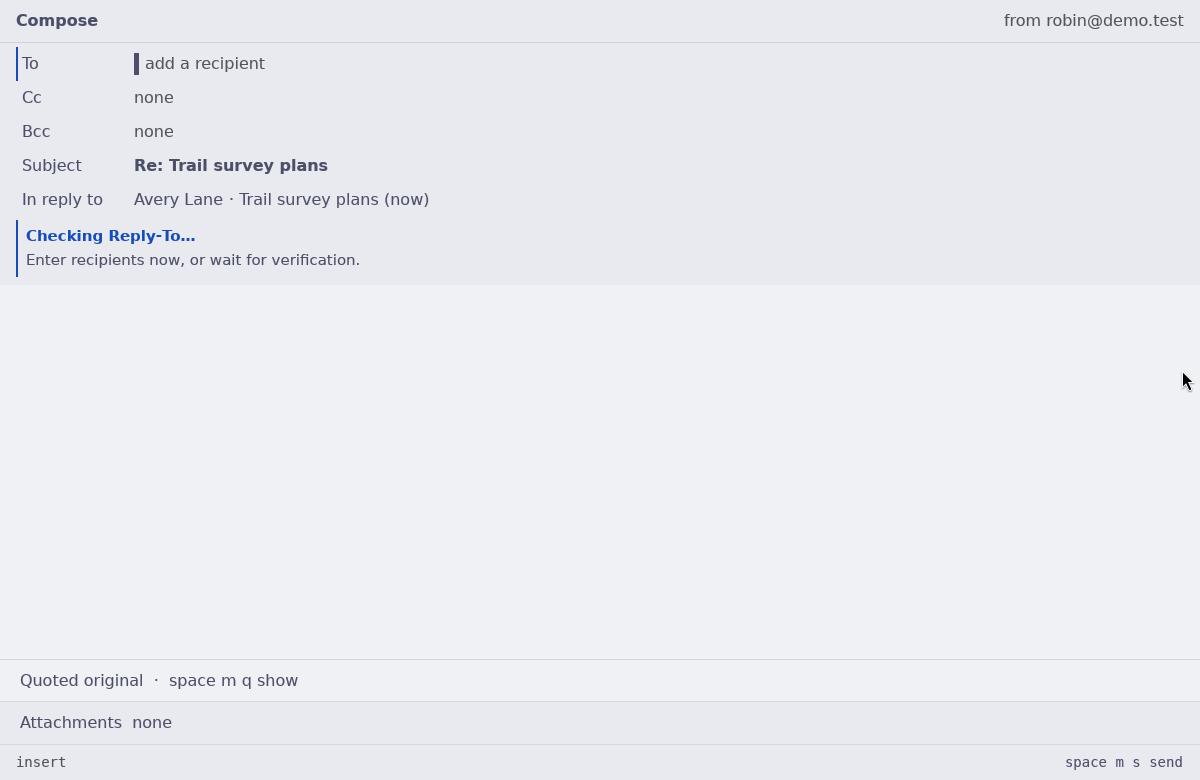 Compose from robin@demo.test
To add a recipient
Cc none
Bcc none
Subject Re: Trail survey plans
In reply to Avery Lane · Trail survey plans (now)
Checking Reply-To…
Enter recipients now, or wait for verification.
Quoted original · space m q show
Attachments none
insert space m s send